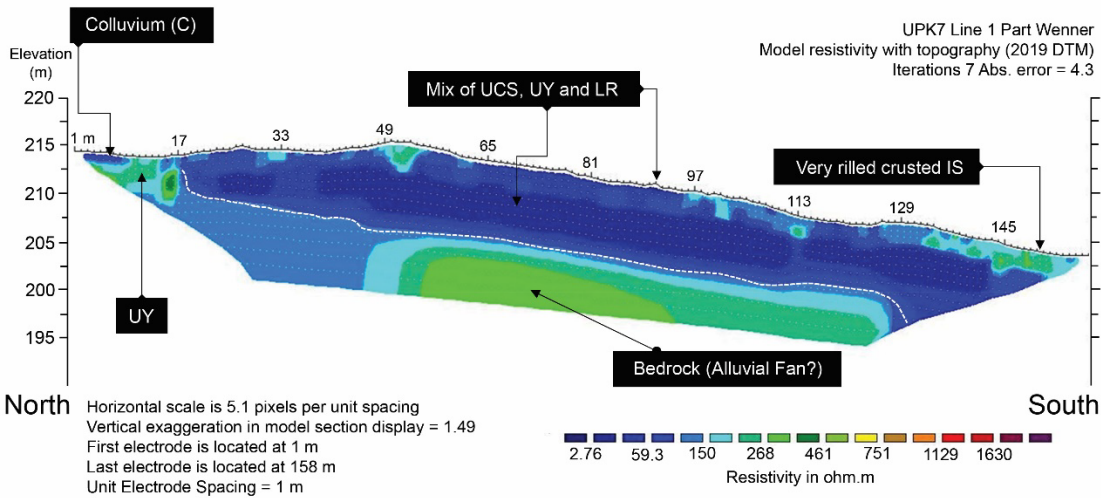 Colluvium (C)
UPK7 Line 1 Part Wenner
Model resistivity with topography (2019 DTM)
Iterations 7 Abs. error = 4.3
Elevation
(m)
Mix of UCS, UY and LR
220
215
210
205
200
195
1 m
17
33
49
65
81
97
113
129
145
Very rilled crusted IS
UY
Bedrock (Alluvial Fan?)
North
South
Horizontal scale is 5.1 pixels per unit spacing
Vertical exaggeration in model section display = 1.49
First electrode is located at 1 m
Last electrode is located at 158 m
Unit Electrode Spacing = 1 m
2.76 59.3 150 268 461 751 1129 1630
Resistivity in ohm.m